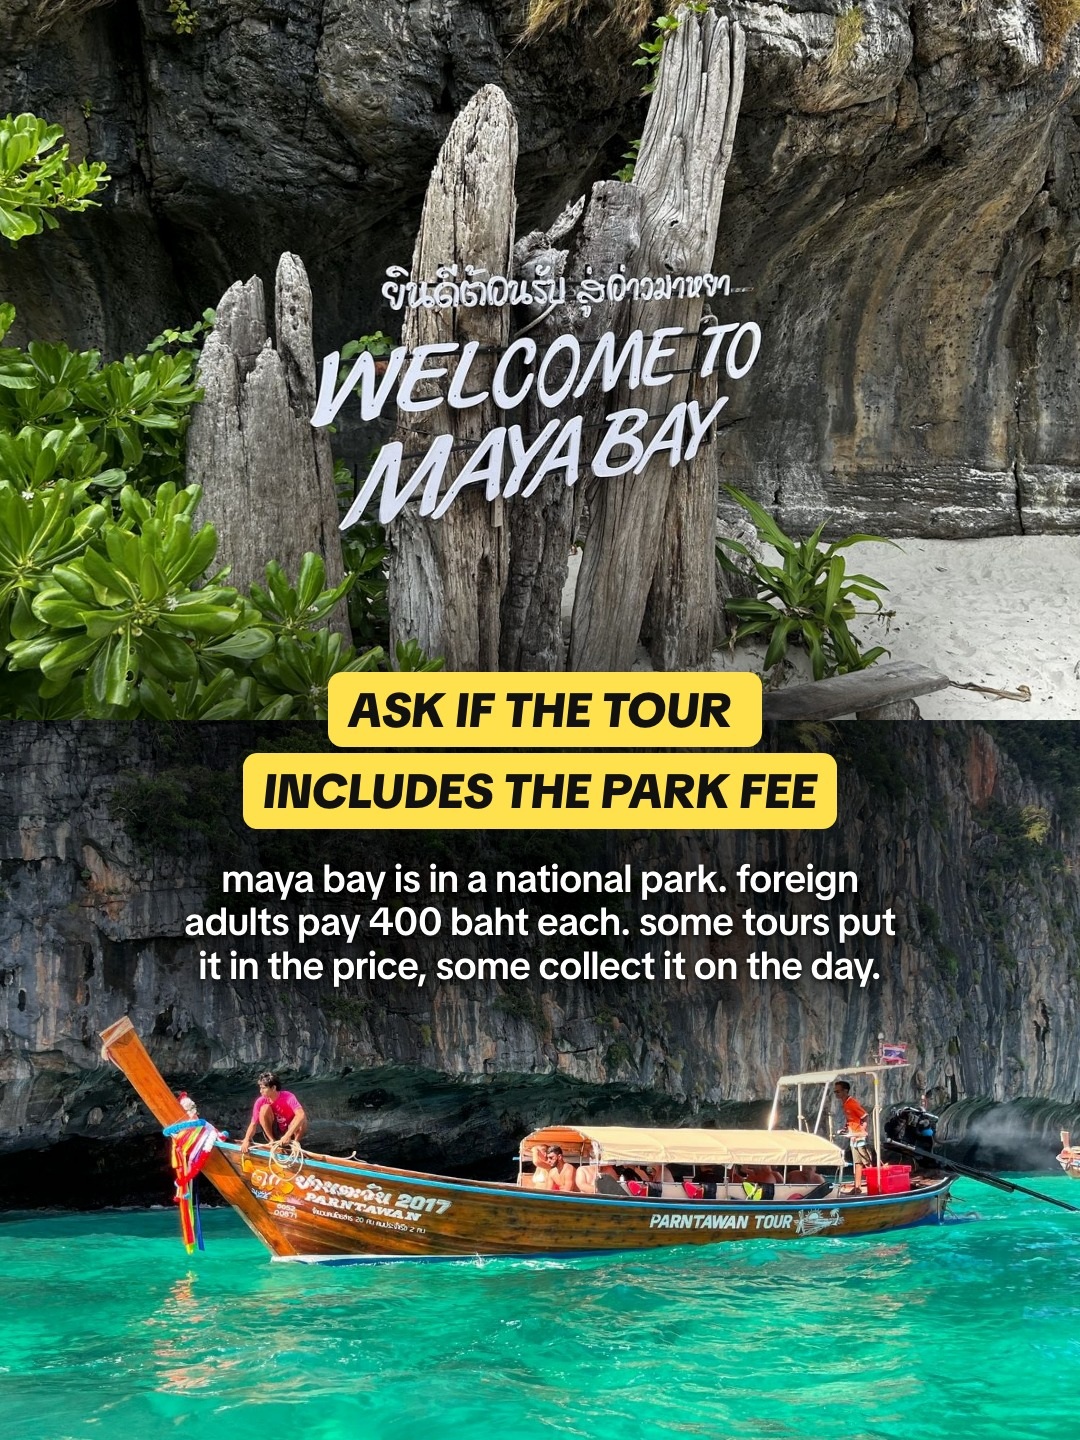 ยินดีต้อนรับ สู่อ่าวมาหยา
WELCOME TO
MAYA BAY
ASK IF THE TOUR
INCLUDES THE PARK FEE
maya bay is in a national park. foreign
adults pay 400 baht each. some tours put
it in the price, some collect it on the day.
2017
PARNTAWAN
PARNTAWAN TOUR